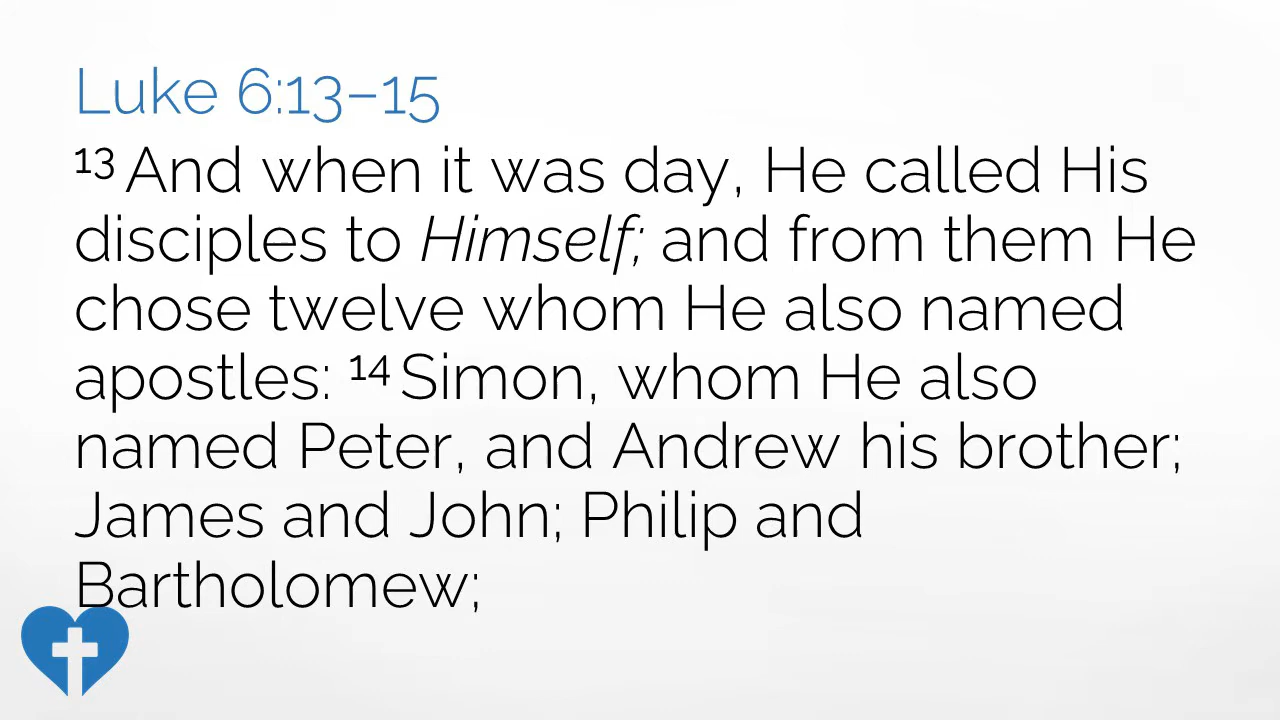 Luke 6:13–15
13 And when it was day, He called His
disciples to Himself; and from them He
chose twelve whom He also named
apostles: 14 Simon, whom He also
named Peter, and Andrew his brother;
James and John; Philip and
Bartholomew;